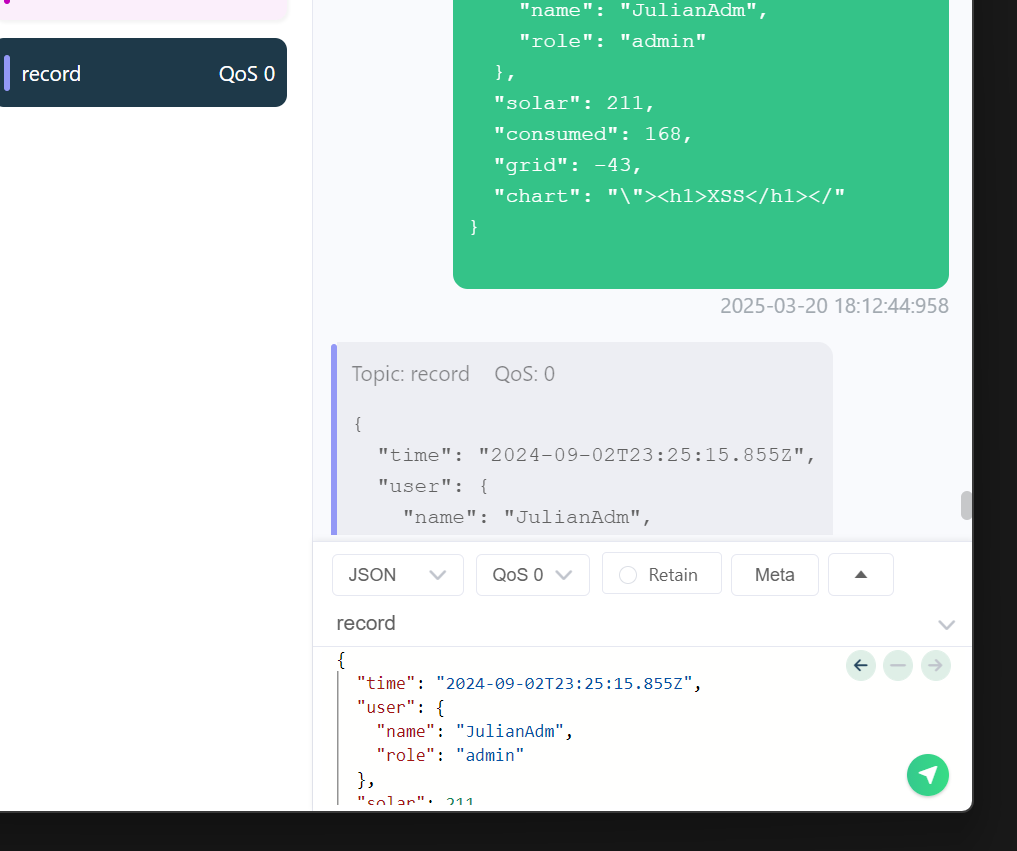 record QoS 0
"name": "JulianAdm",
"role": "admin"
},
"solar": 211,
"consumed": 168,
"grid": -43,
"chart": "\"><h1>XSS</h1></"
}
2025-03-20 18:12:44:958
Topic: record QoS: 0
{
"time": "2024-09-02T23:25:15.855Z",
"user": {
"name": "JulianAdm",
JSON QoS 0 Retain Meta
record
{
"time": "2024-09-02T23:25:15.855Z",
"user": {
"name": "JulianAdm",
"role": "admin"
},
"solar": 211